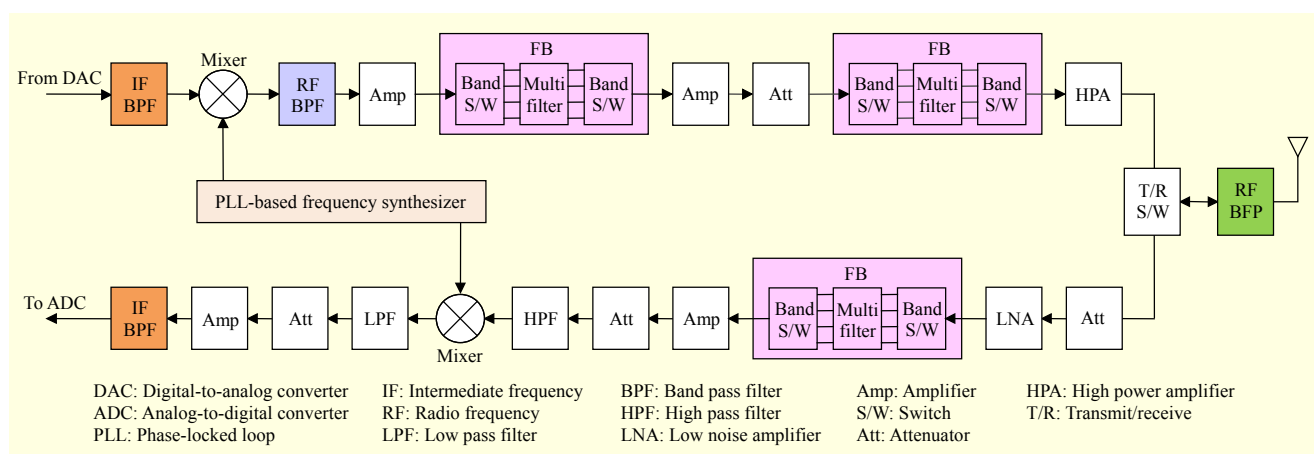 From DAC
IF
BPF
Mixer
RF
BPF
Amp
FB
Band
S/W
Multi
filter
Band
S/W
Amp
Att
FB
Band
S/W
Multi
filter
Band
S/W
HPA
PLL-based frequency synthesizer
T/R
S/W
RF
BFP
To ADC
IF
BPF
Amp
Att
LPF
Mixer
HPF
Att
Amp
FB
Band
S/W
Multi
filter
Band
S/W
LNA
Att
DAC: Digital-to-analog converter
IF: Intermediate frequency
BPF: Band pass filter
Amp: Amplifier
HPA: High power amplifier
ADC: Analog-to-digital converter
RF: Radio frequency
HPF: High pass filter
S/W: Switch
T/R: Transmit/receive
PLL: Phase-locked loop
LPF: Low pass filter
LNA: Low noise amplifier
Att: Attenuator